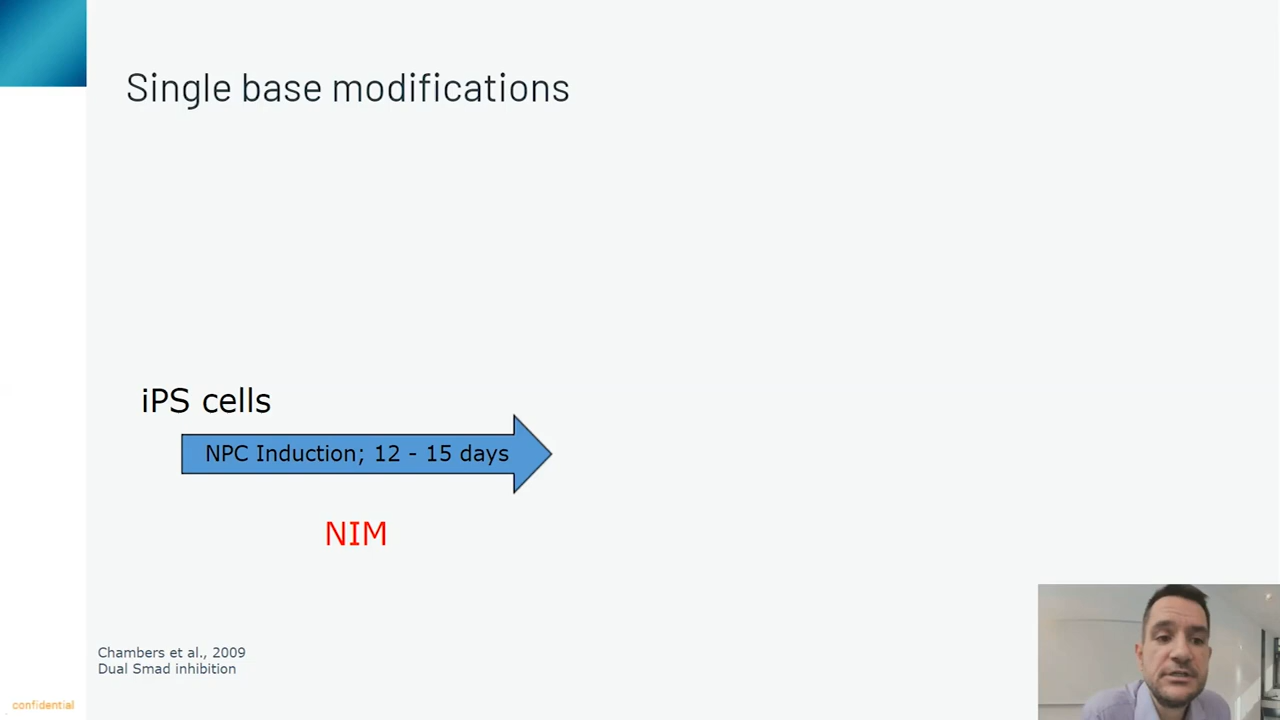 Single base modifications
iPS cells
NPC Induction; 12 - 15 days
NIM
Chambers et al., 2009
Dual Smad inhibition
confidential